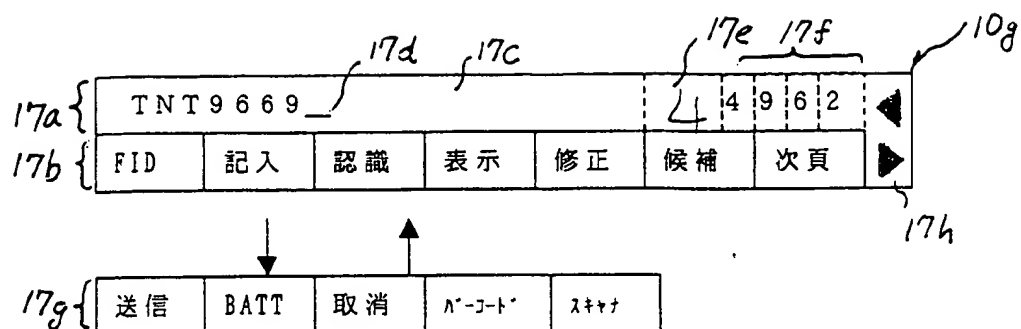 17d 17c 17e 17f 10g
17a { TNT9669_ 4 4 9 6 2 ◀
17b { FID 記入 認識 表示 修正 候補 次頁 ▶
17h
17g { 送信 BATT 取消 ﾊﾞｰｺｰﾄﾞ ｽｷｬﾅ